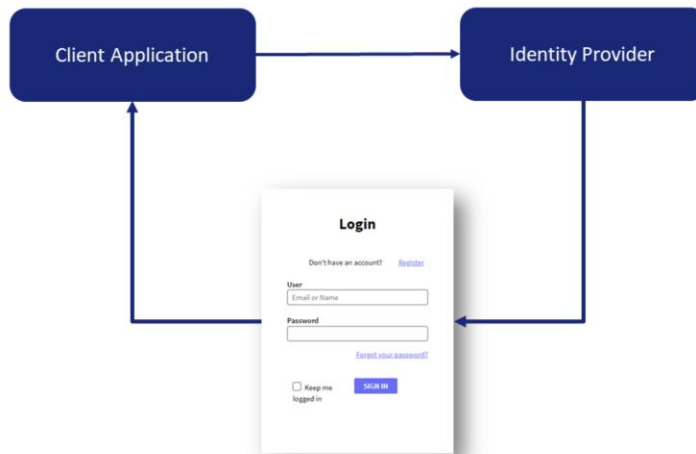 Client Application
Identity Provider
Login
Don't have an account? Register
User
Email or Name
Password
Forgot your password?
Keep me
logged in
SIGN IN